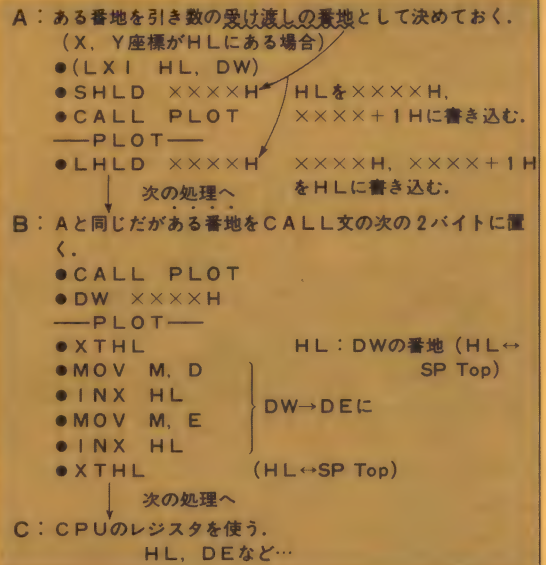 A：ある番地を引き数の受け渡しの番地として決めておく．
（X，Y座標がHLにある場合）
●(LXI HL, DW)
●SHLD ××××H HLを××××H，
●CALL PLOT ××××+1Hに書き込む．
――PLOT――
●LHLD ××××H ××××H，××××+1H
をHLに書き込む．
次の処理へ
B：Aと同じだがある番地をCALL文の次の2バイトに置
く．
●CALL PLOT
●DW ××××H
――PLOT――
●XTHL HL：DWの番地（HL↔
SP Top）
●MOV M, D
●INX HL
DW→DEに
●MOV M, E
●INX HL
●XTHL （HL↔SP Top）
次の処理へ
C：CPUのレジスタを使う．
HL，DEなど…